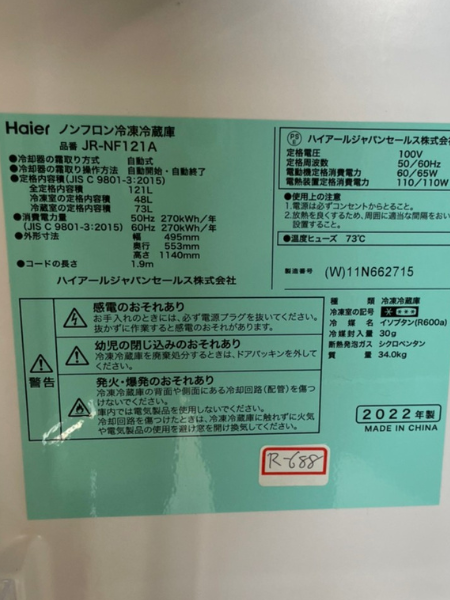 Haier ノンフロン冷凍冷蔵庫
品番 JR-NF121A
●冷却器の霜取り方式 自動式
●冷却器の霜取り操作方法 自動開始・自動終了
●定格内容積(JIS C 9801-3:2015)
全定格内容積 121L
冷凍室の定格内容積 48L
冷蔵室の定格内容積 73L
●消費電力量 50Hz 270kWh/年
(JIS C 9801-3:2015) 60Hz 270kWh/年
●外形寸法 幅 495mm
奥行 553mm
高さ 1140mm
●コードの長さ 1.9m
ハイアールジャパンセールス株式会社
PS
E
ハイアールジャパンセールス株式会社
定格電圧 100V
定格周波数 50/60Hz
電動機定格消費電力 60/65W
電熱装置定格消費電力 110/110W
●使用上の注意
1.電源は必ずコンセントからとること。
2.放熱を良くするため、周囲に適当な間隔をおい
設置すること。
●温度ヒューズ 73℃
製造番号 (W)11N662715
警告
感電のおそれあり
お手入れのときには、必ず電源プラグを抜いてください。
抜かずに作業すると感電のおそれがあります。
幼児の閉じ込めのおそれあり
冷凍冷蔵庫を廃棄処分するときは、ドアパッキンを外して
ください。
発火・爆発のおそれあり
冷凍冷蔵庫の背面や側面にある冷却回路(配管)を傷つ
けないでください。
庫内では電気製品を使用しないでください。
冷却回路を傷つけたときは、冷凍冷蔵庫に触れずに火気
や電気製品の使用を避け窓を開け換気してください。
種類 冷凍冷蔵庫
冷凍室の記号
冷媒 イソブタン(R600a)
冷媒封入量 30g
断熱発泡ガス シクロペンタン
質量 34.0kg
2022年製
MADE IN CHINA
R-688